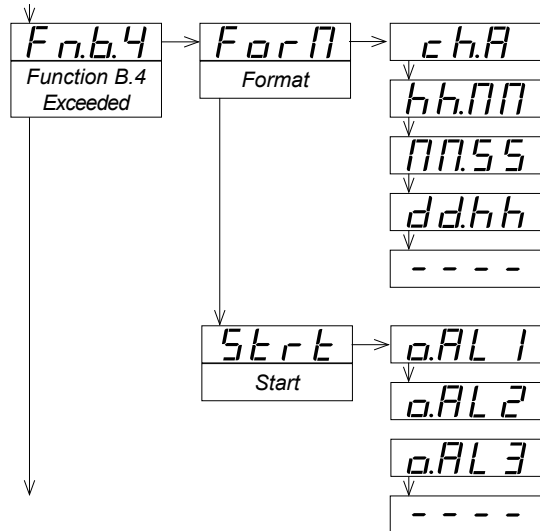 Fn.b.4
Function B.4
Exceeded
ForM
Format
ch.A
hh.MM
MM.SS
dd.hh
- - - -
Strt
Start
o.AL1
o.AL2
o.AL3
- - - -